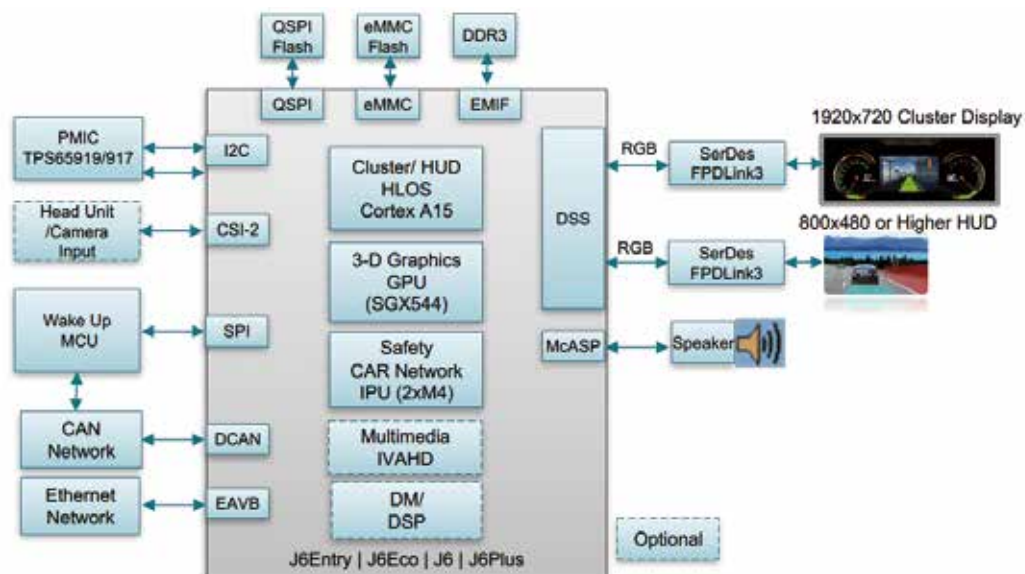 QSPI
Flash
eMMC
Flash
DDR3
QSPI
eMMC
EMIF
PMIC
TPS65919/917
I2C
Head Unit
/Camera
Input
CSI-2
Wake Up
MCU
SPI
CAN
Network
DCAN
Ethernet
Network
EAVB
Cluster/ HUD
HLOS
Cortex A15
3-D Graphics
GPU
(SGX544)
Safety
CAR Network
IPU (2xM4)
Multimedia
IVAHD
DM/
DSP
J6Entry | J6Eco | J6 | J6Plus
DSS
McASP
RGB
SerDes
FPDLink3
1920x720 Cluster Display
RGB
SerDes
FPDLink3
800x480 or Higher HUD
Speaker
Optional